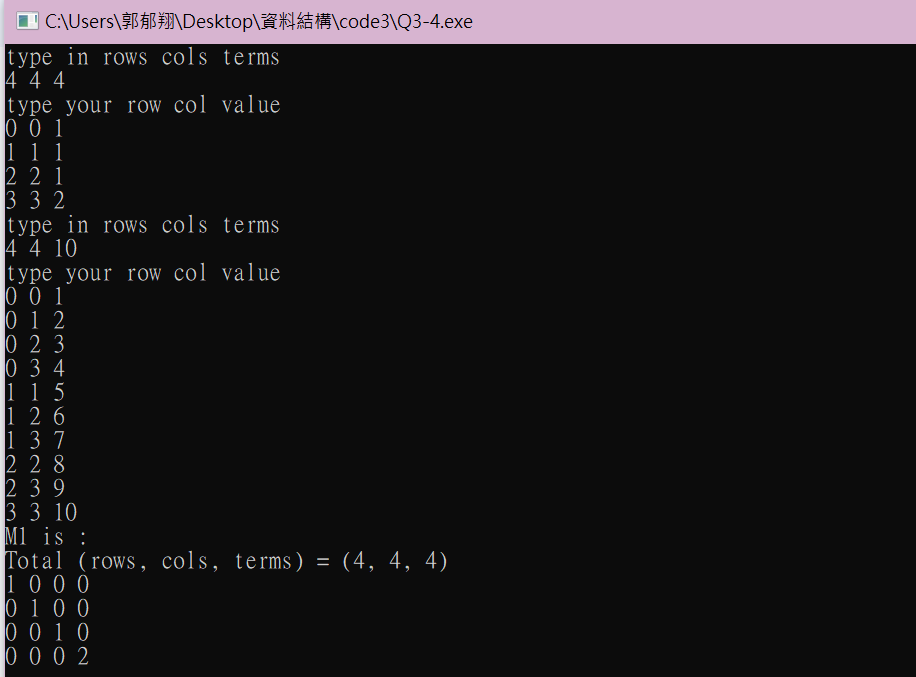 C:\Users\郭郁翔\Desktop\資料結構\code3\Q3-4.exe
type in rows cols terms
4 4 4
type your row col value
0 0 1
1 1 1
2 2 1
3 3 2
type in rows cols terms
4 4 10
type your row col value
0 0 1
0 1 2
0 2 3
0 3 4
1 1 5
1 2 6
1 3 7
2 2 8
2 3 9
3 3 10
M1 is :
Total (rows, cols, terms) = (4, 4, 4)
1 0 0 0
0 1 0 0
0 0 1 0
0 0 0 2